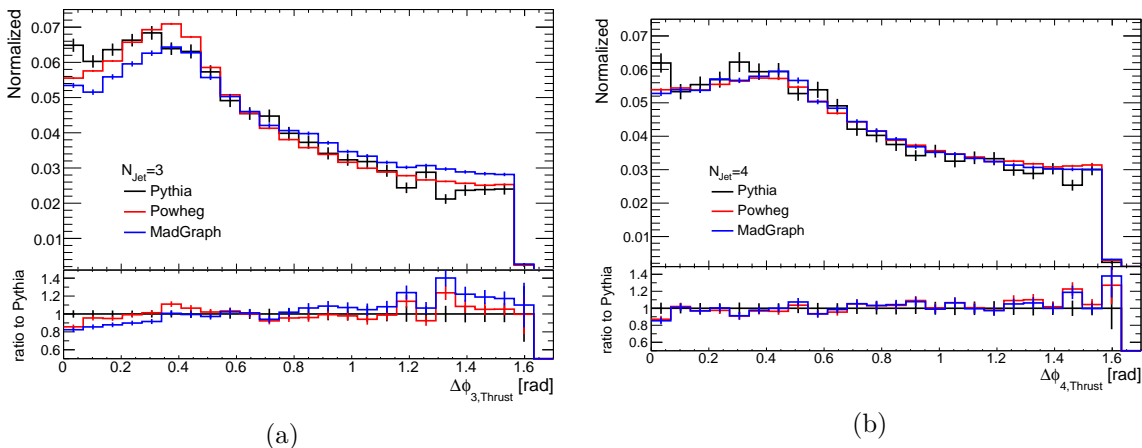 Normalized
0.07
0.06
0.05
0.04
0.03
0.02
0.01
N_Jet=3
Pythia
Powheg
MadGraph
ratio to Pythia
1.4
1.2
1.0
0.8
0.6
0 0.2 0.4 0.6 0.8 1 1.2 1.4 1.6
Δϕ_3,Thrust [rad]
(a)
Normalized
0.07
0.06
0.05
0.04
0.03
0.02
0.01
N_Jet=4
Pythia
Powheg
MadGraph
ratio to Pythia
1.4
1.2
1.0
0.8
0.6
0 0.2 0.4 0.6 0.8 1 1.2 1.4 1.6
Δϕ_4,Thrust [rad]
(b)